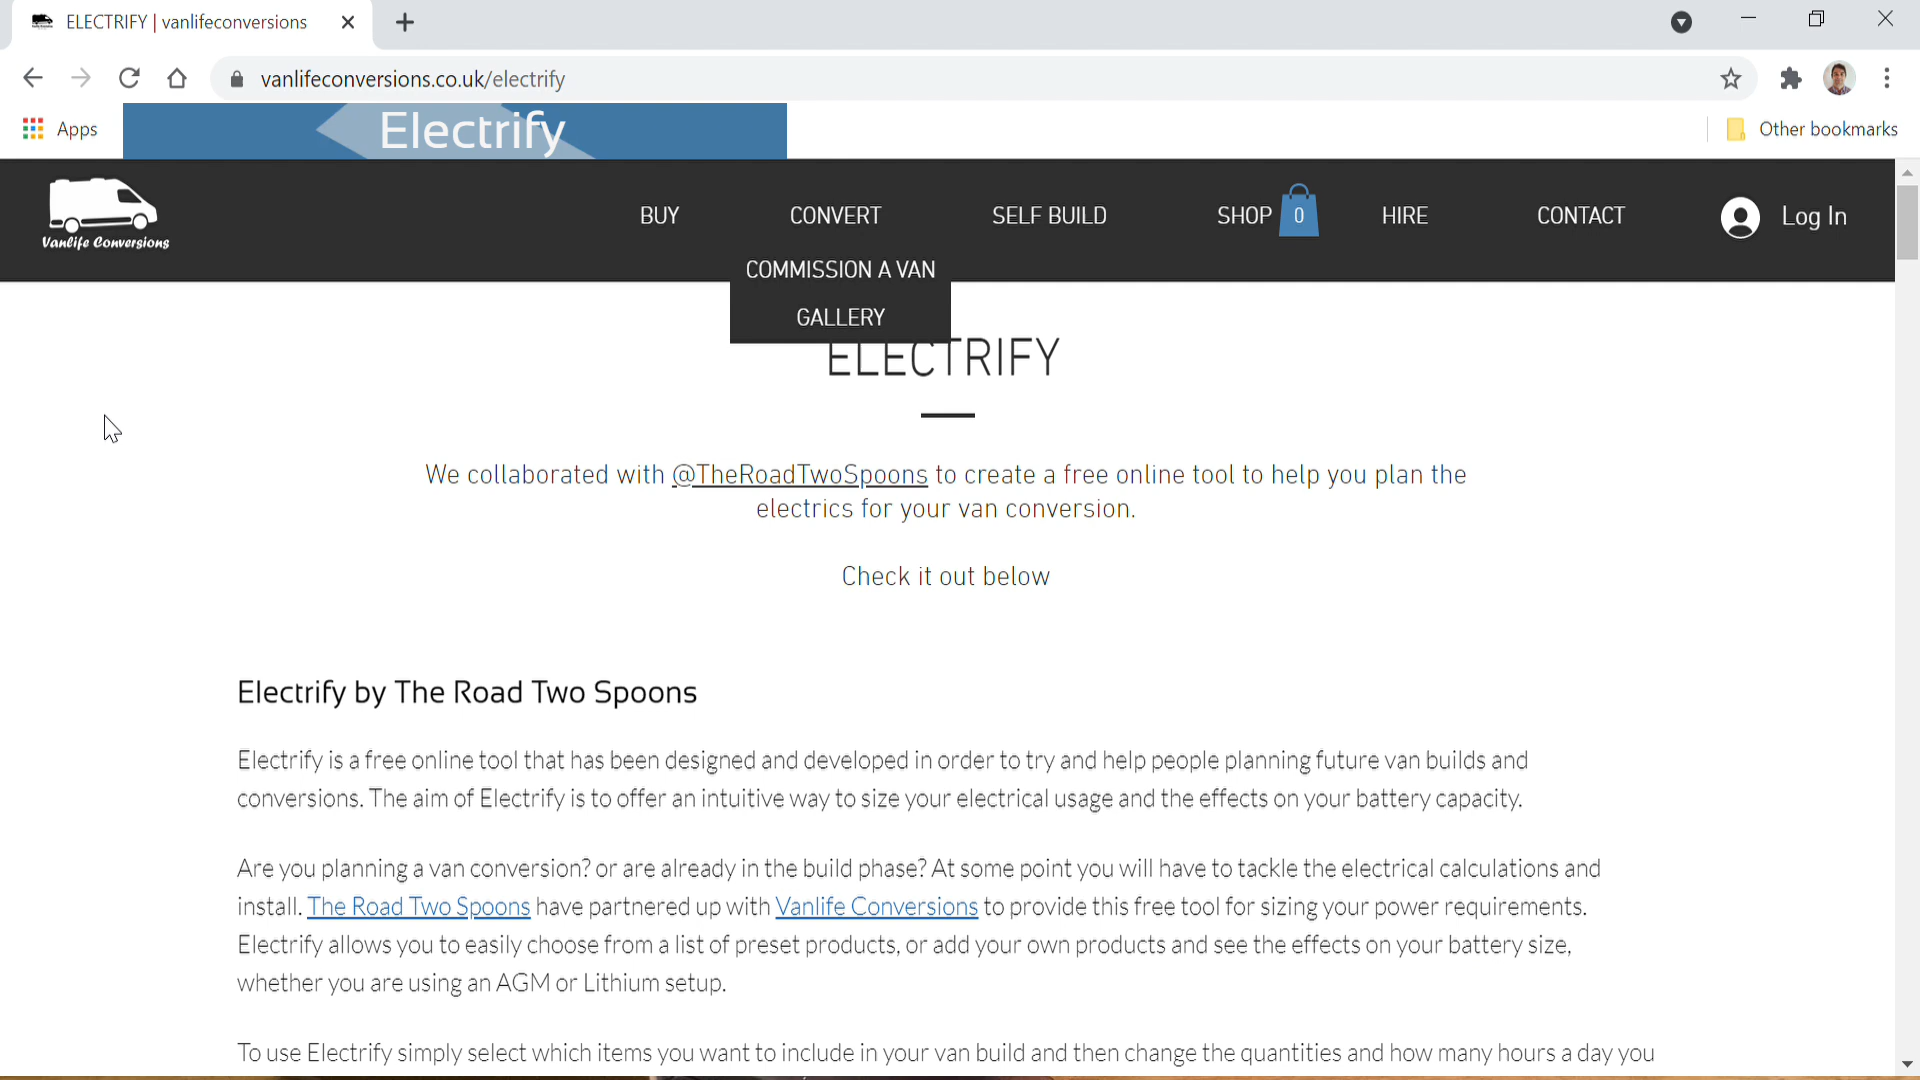 ELECTRIFY | vanlifeconversions
vanlifeconversions.co.uk/electrify
Apps
Electrify
Other bookmarks
Vanlife Conversions
BUY
CONVERT
SELF BUILD
SHOP
0
HIRE
CONTACT
Log In
COMMISSION A VAN
GALLERY
ELECTRIFY
We collaborated with @TheRoadTwoSpoons to create a free online tool to help you plan the
electrics for your van conversion.
Check it out below
Electrify by The Road Two Spoons
Electrify is a free online tool that has been designed and developed in order to try and help people planning future van builds and
conversions. The aim of Electrify is to offer an intuitive way to size your electrical usage and the effects on your battery capacity.
Are you planning a van conversion? or are already in the build phase? At some point you will have to tackle the electrical calculations and
install. The Road Two Spoons have partnered up with Vanlife Conversions to provide this free tool for sizing your power requirements.
Electrify allows you to easily choose from a list of preset products, or add your own products and see the effects on your battery size,
whether you are using an AGM or Lithium setup.
To use Electrify simply select which items you want to include in your van build and then change the quantities and how many hours a day you